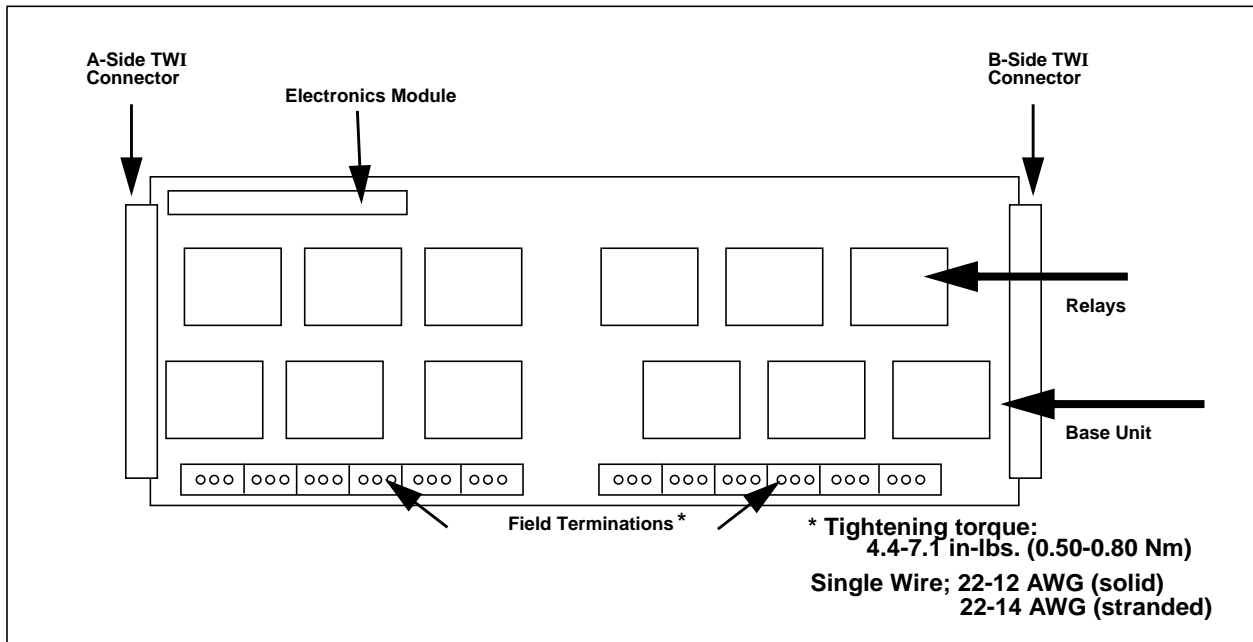 A-Side TWI
Connector
B-Side TWI
Connector
Electronics Module
Relays
Base Unit
Field Terminations *
* Tightening torque:
4.4-7.1 in-lbs. (0.50-0.80 Nm)
Single Wire; 22-12 AWG (solid)
22-14 AWG (stranded)